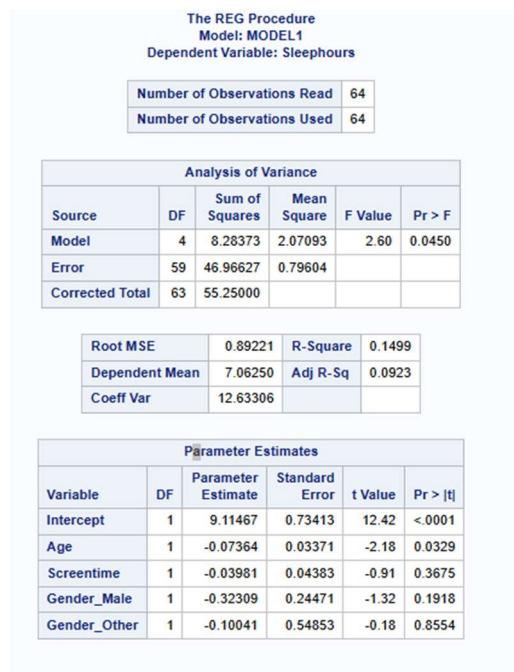 The REG Procedure
Model: MODEL1
Dependent Variable: Sleephours
Number of Observations Read 64
Number of Observations Used 64
Analysis of Variance
Source DF Sum of Squares Mean Square F Value Pr > F
Model 4 8.28373 2.07093 2.60 0.0450
Error 59 46.96627 0.79604
Corrected Total 63 55.25000
Root MSE 0.89221 R-Square 0.1499
Dependent Mean 7.06250 Adj R-Sq 0.0923
Coeff Var 12.63306
Parameter Estimates
Variable DF Parameter Estimate Standard Error t Value Pr > |t|
Intercept 1 9.11467 0.73413 12.42 <.0001
Age 1 -0.07364 0.03371 -2.18 0.0329
Screentime 1 -0.03981 0.04383 -0.91 0.3675
Gender_Male 1 -0.32309 0.24471 -1.32 0.1918
Gender_Other 1 -0.10041 0.54853 -0.18 0.8554